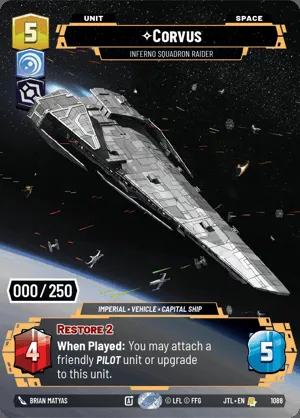 UNIT
SPACE
5
✧CORVUS
INFERNO SQUADRON RAIDER
000/250
IMPERIAL • VEHICLE • CAPITAL SHIP
RESTORE 2
4
When Played: You may attach a
friendly PILOT unit or upgrade
to this unit.
5
BRIAN MATYAS
© LFL © FFG
JTL • EN
1088